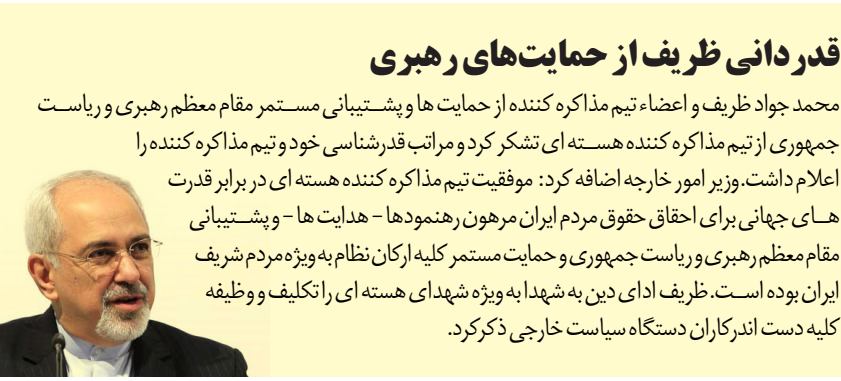 قدردانی ظریف از حمایت‌های رهبری
محمد جواد ظریف و اعضاء تیم مذاکره کننده از حمایت ها و پشتیبانی مستمر مقام معظم رهبری و ریاست
جمهوری از تیم مذاکره کننده هسته ای تشکر کرد و مراتب قدرشناسی خود و تیم مذاکره کننده را
اعلام داشت.وزیر امور خارجه اضافه کرد: موفقیت تیم مذاکره کننده هسته ای در برابر قدرت
های جهانی برای احقاق حقوق مردم ایران مرهون رهنمودها - هدایت ها - و پشتیبانی
مقام معظم رهبری و ریاست جمهوری و حمایت مستمر کلیه ارکان نظام به ویژه مردم شریف
ایران بوده است.ظریف ادای دین به شهدا به ویژه شهدای هسته ای را تکلیف و وظیفه
کلیه دست اندرکاران دستگاه سیاست خارجی ذکر کرد.